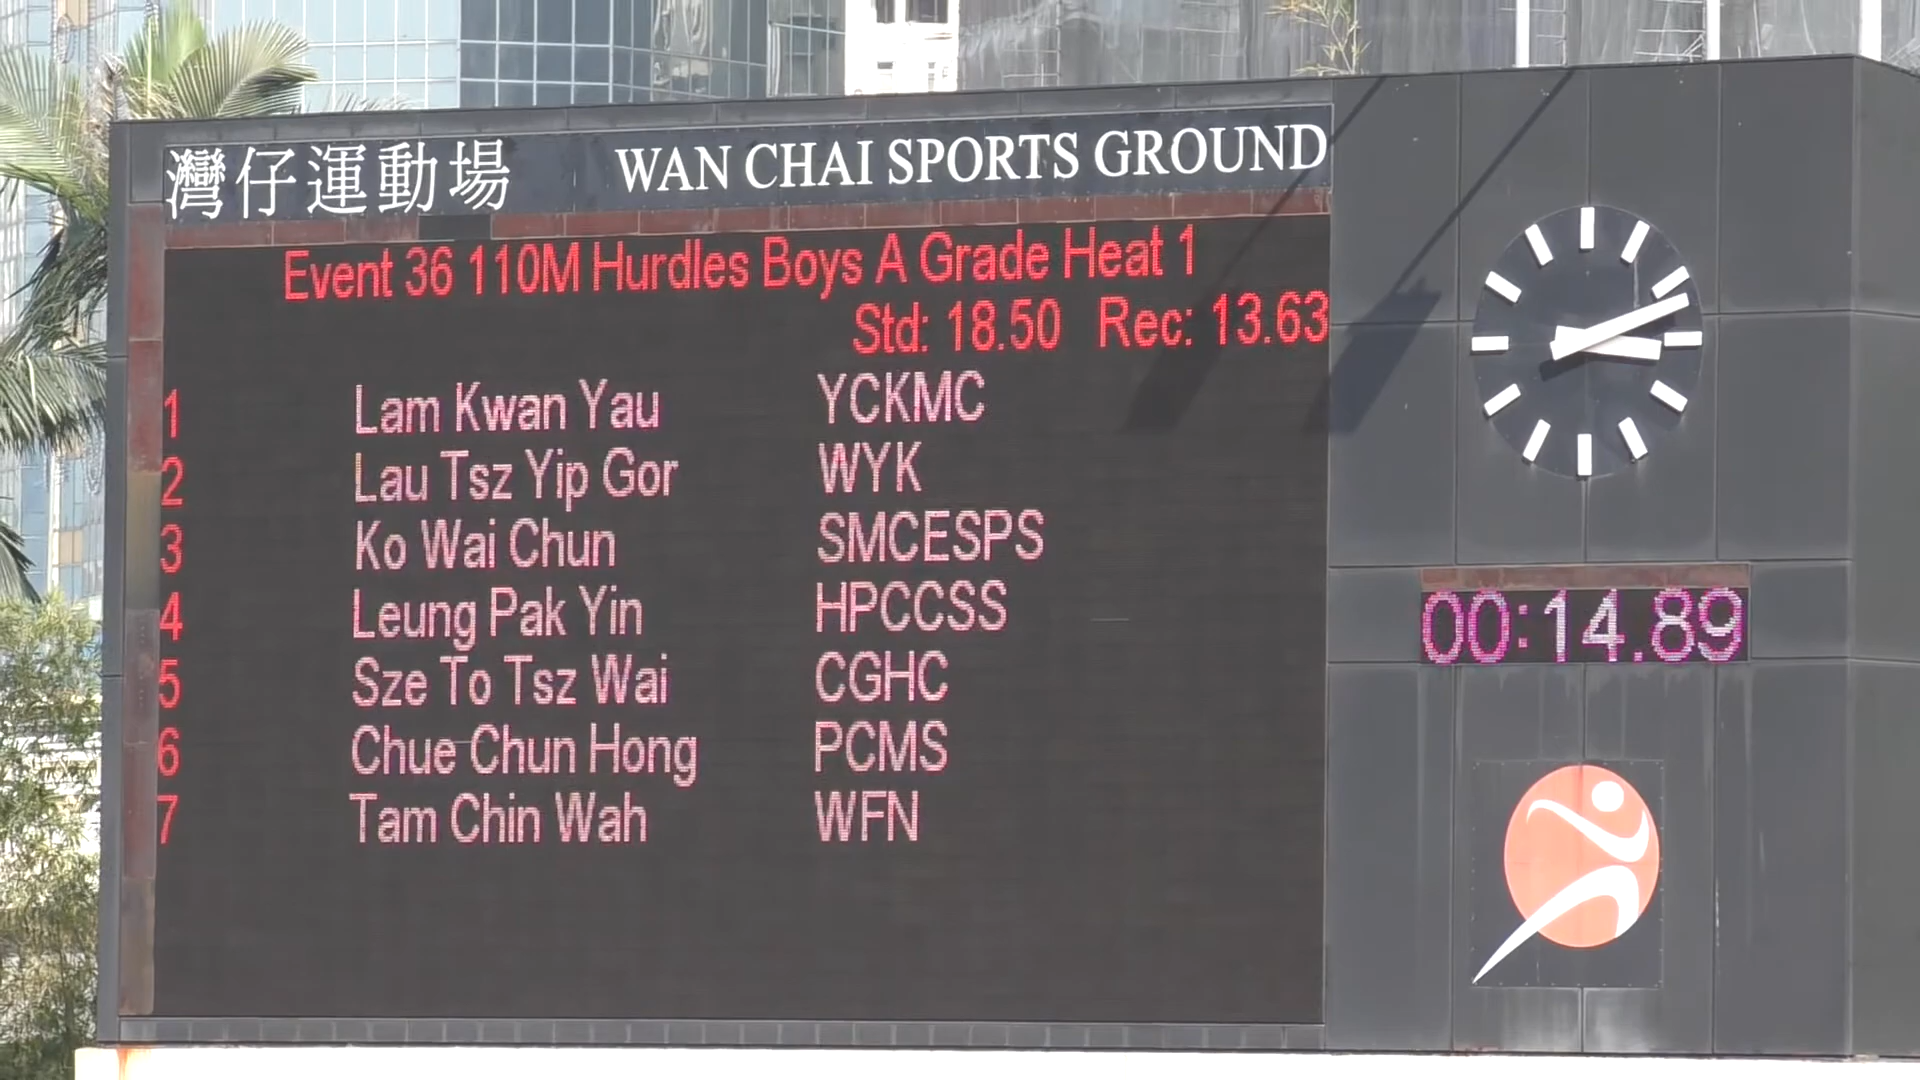 灣仔運動場 WAN CHAI SPORTS GROUND
Event 36 110M Hurdles Boys A Grade Heat 1
Std: 18.50 Rec: 13.63
1 Lam Kwan Yau YCKMC
2 Lau Tsz Yip Gor WYK
3 Ko Wai Chun SMCESPS
4 Leung Pak Yin HPCCSS
5 Sze To Tsz Wai CGHC
6 Chue Chun Hong PCMS
7 Tam Chin Wah WFN
00:14.89